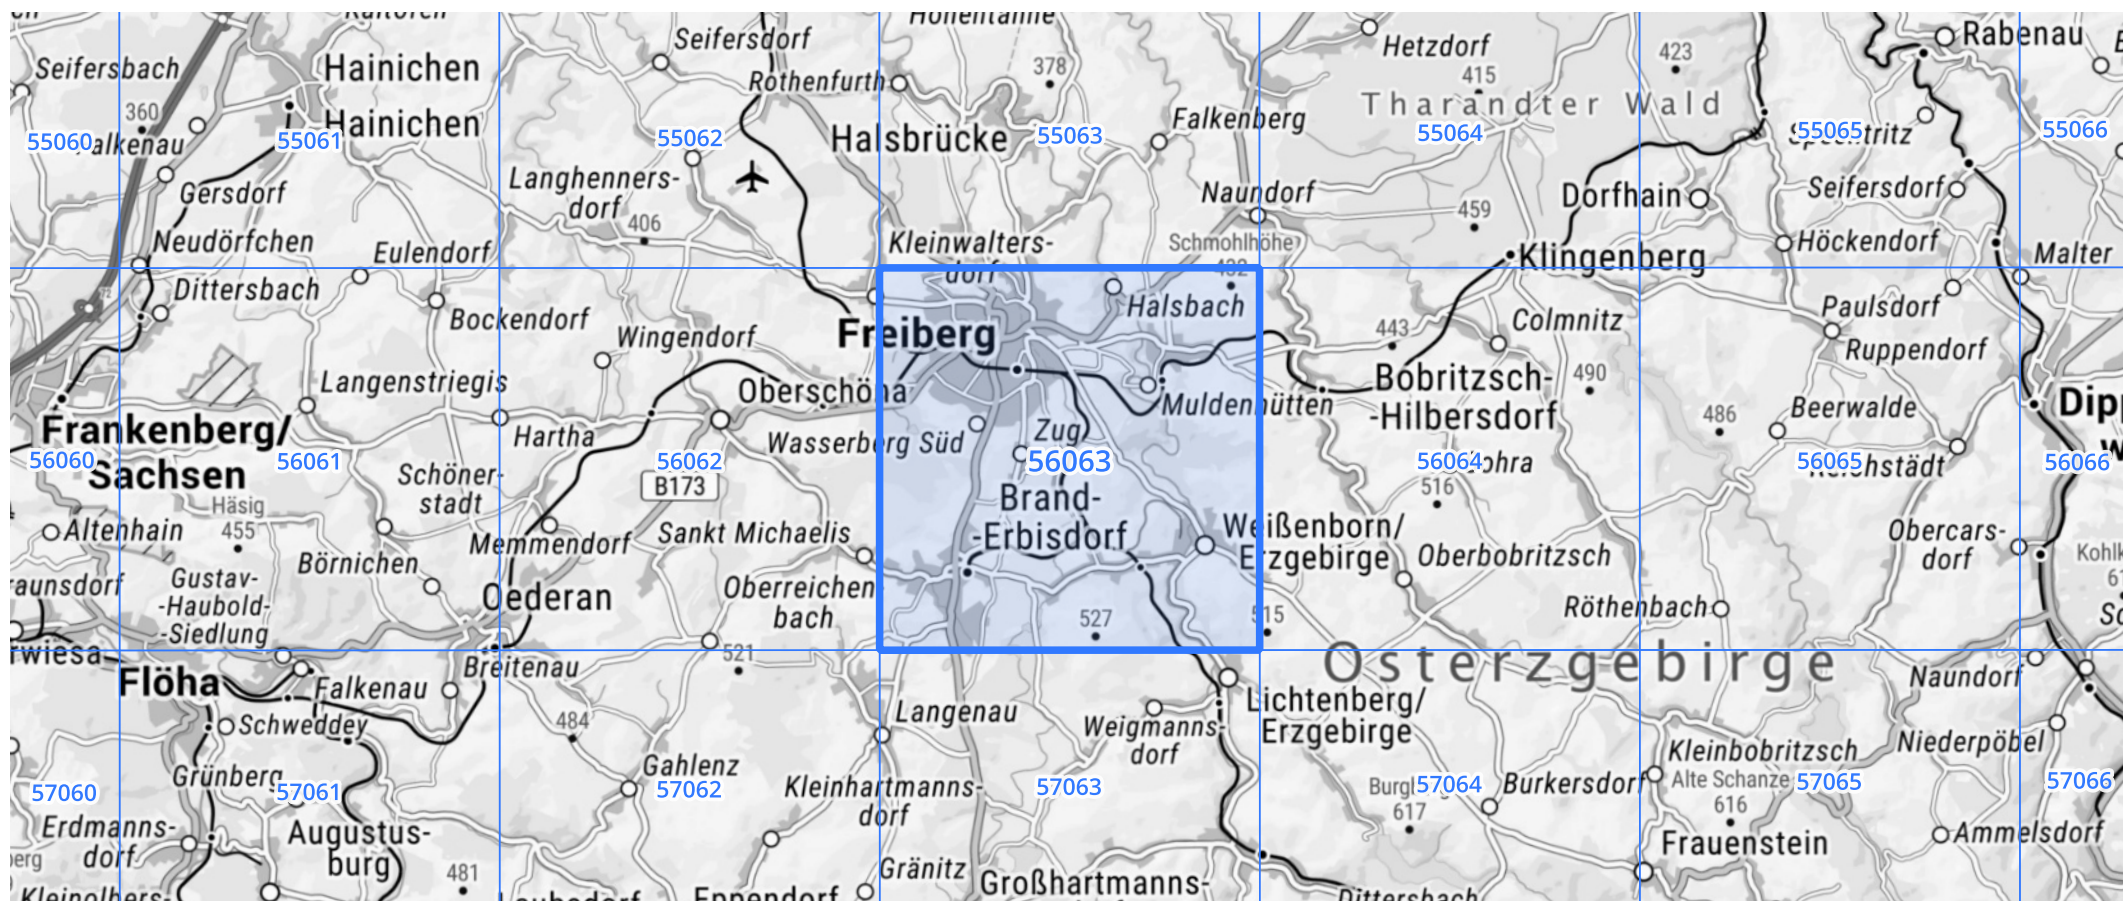 Seifersdorf
Rabenau
Hetzdorf
423
Hainichen
Seifersbach
378
415
Rothenfurth
Tharandter Wald
360
Hainichen
Falkenberg
Halsbrücke
55060
55061
55062
55063
55064
55065
55066
Gersdorf
Langhenners-
dorf
Naundorf
Dorfhain
Seifersdorf
406
459
Neudörfchen
Eulendorf
Kleinwalters-
dorf
Schmohlhöhe
Klingenberg
Höckendorf
Malter
Dittersbach
Halsbach
Paulsdorf
Bockendorf
Wingendorf
Freiberg
443
Colmnitz
Ruppendorf
Langenstriegis
Oberschöna
Bobritzsch-
-Hilbersdorf
490
Muldenhütten
486
Beerwalde
Frankenberg/
Sachsen
Hartha
Wasserberg Süd
Zug
56060
56061
56062
56063
56064
56065
56066
Schöner-
stadt
B173
Brand-
-Erbisdorf
516
Häsig
455
Altenhain
Memmendorf
Sankt Michaelis
Weißenborn/
Erzgebirge
Oberbobritzsch
Obercars-
dorf
Börnichen
Gustav-
-Haubold-
-Siedlung
Oederan
Oberreichen-
bach
527
515
Röthenbach
Flöha
Breitenau
521
Osterzgebirge
Falkenau
Naundorf
Schweddey
484
Langenau
Weigmanns-
dorf
Lichtenberg/
Erzgebirge
Kleinbobritzsch
Niederpöbel
Grünberg
Gahlenz
Kleinhartmanns-
dorf
Burkersdorf
Alte Schanze
616
57060
57061
57062
57063
57064
57065
57066
617
Erdmanns-
dorf
Augustus-
burg
Frauenstein
Ammelsdorf
481
Gränitz
Großhartmanns-
Eppendorf
Dittersbach